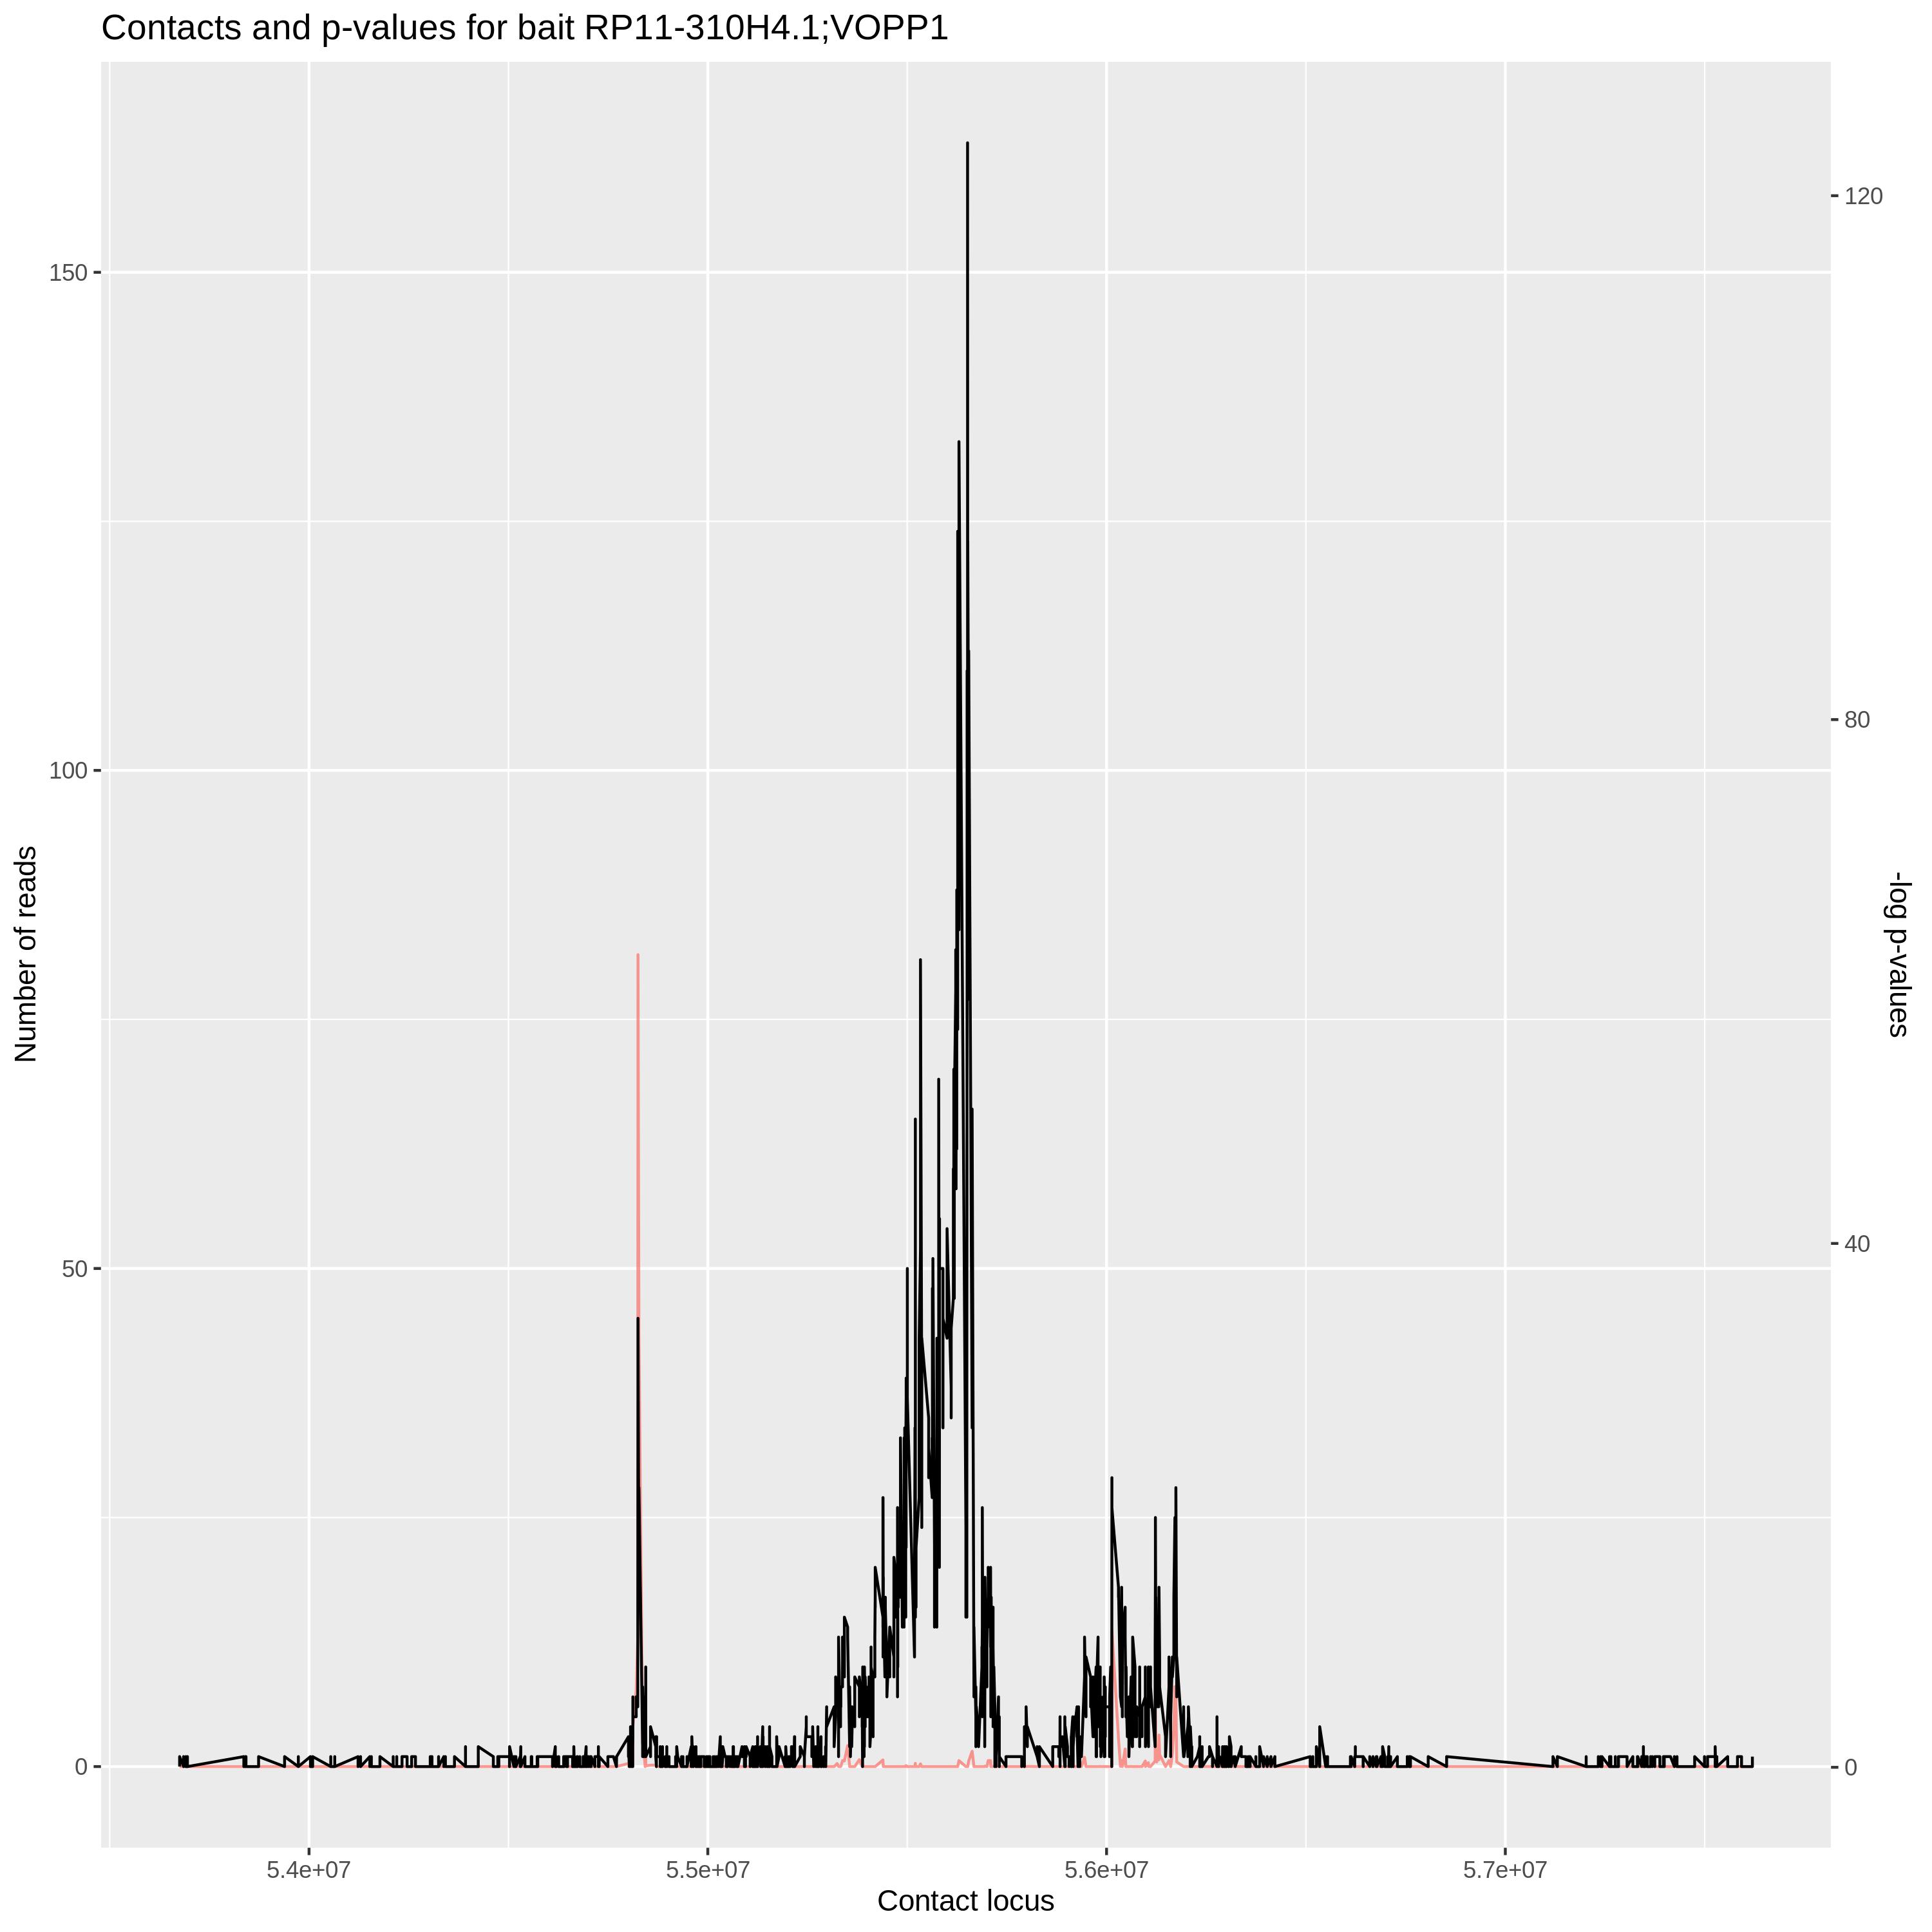 Contacts and p-values for bait RP11-310H4.1;VOPP1
150
100
50
0
120
80
40
0
Number of reads
-log p-values
5.4e+07
5.5e+07
5.6e+07
5.7e+07
Contact locus